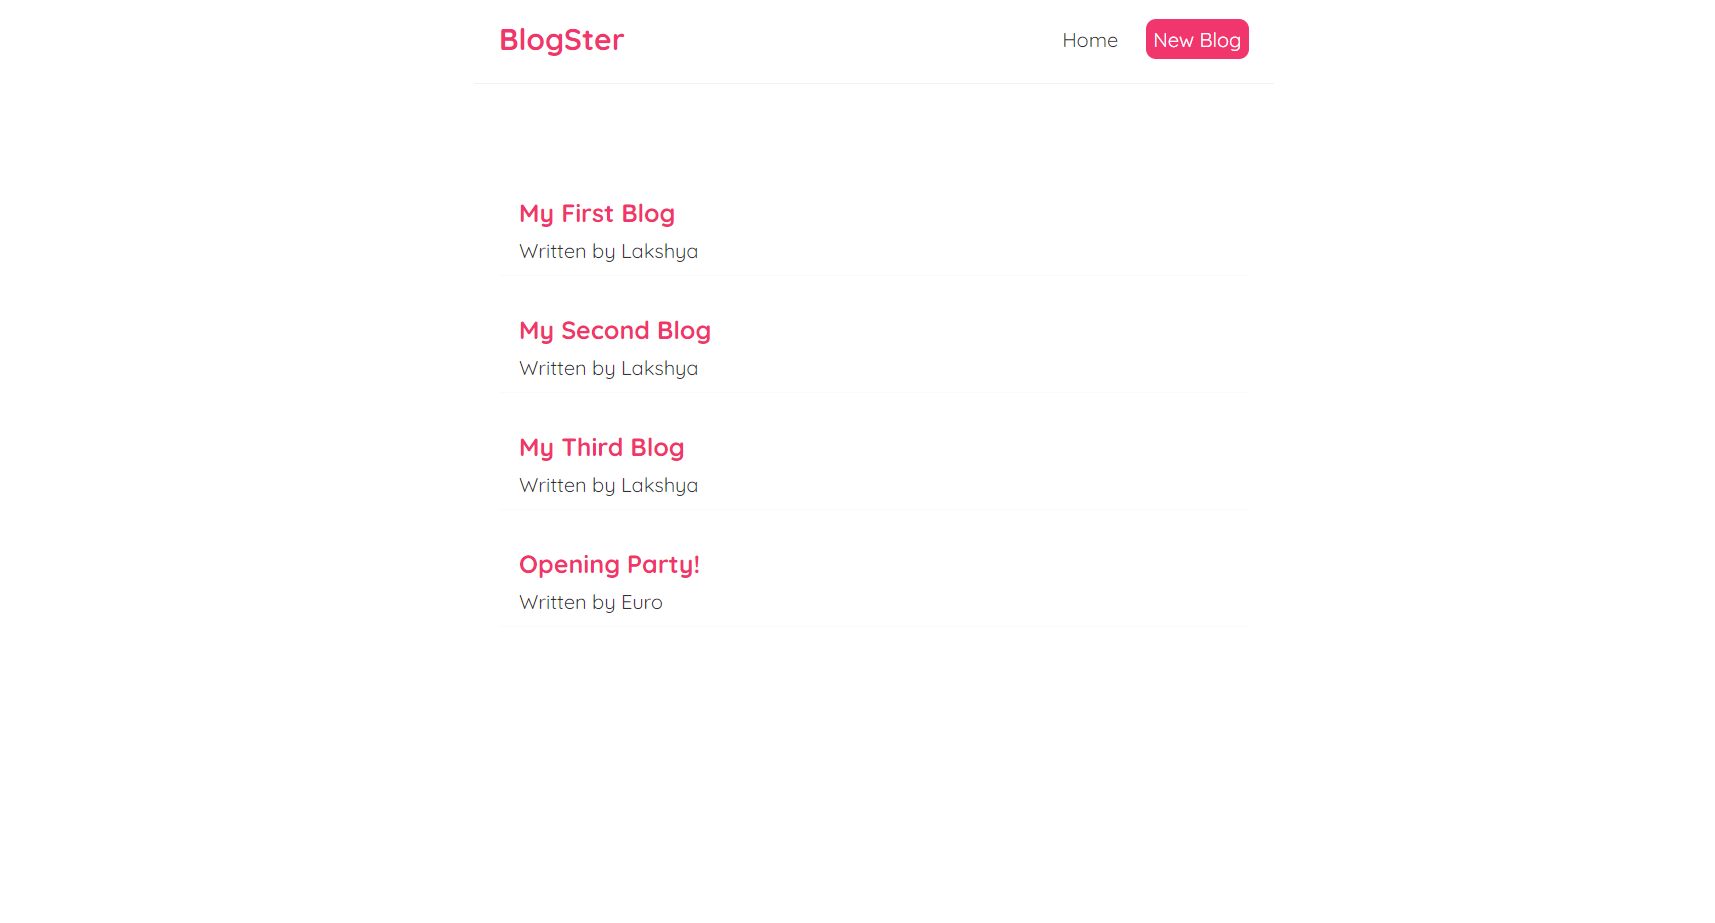 BlogSter
Home
New Blog
My First Blog
Written by Lakshya
My Second Blog
Written by Lakshya
My Third Blog
Written by Lakshya
Opening Party!
Written by Euro